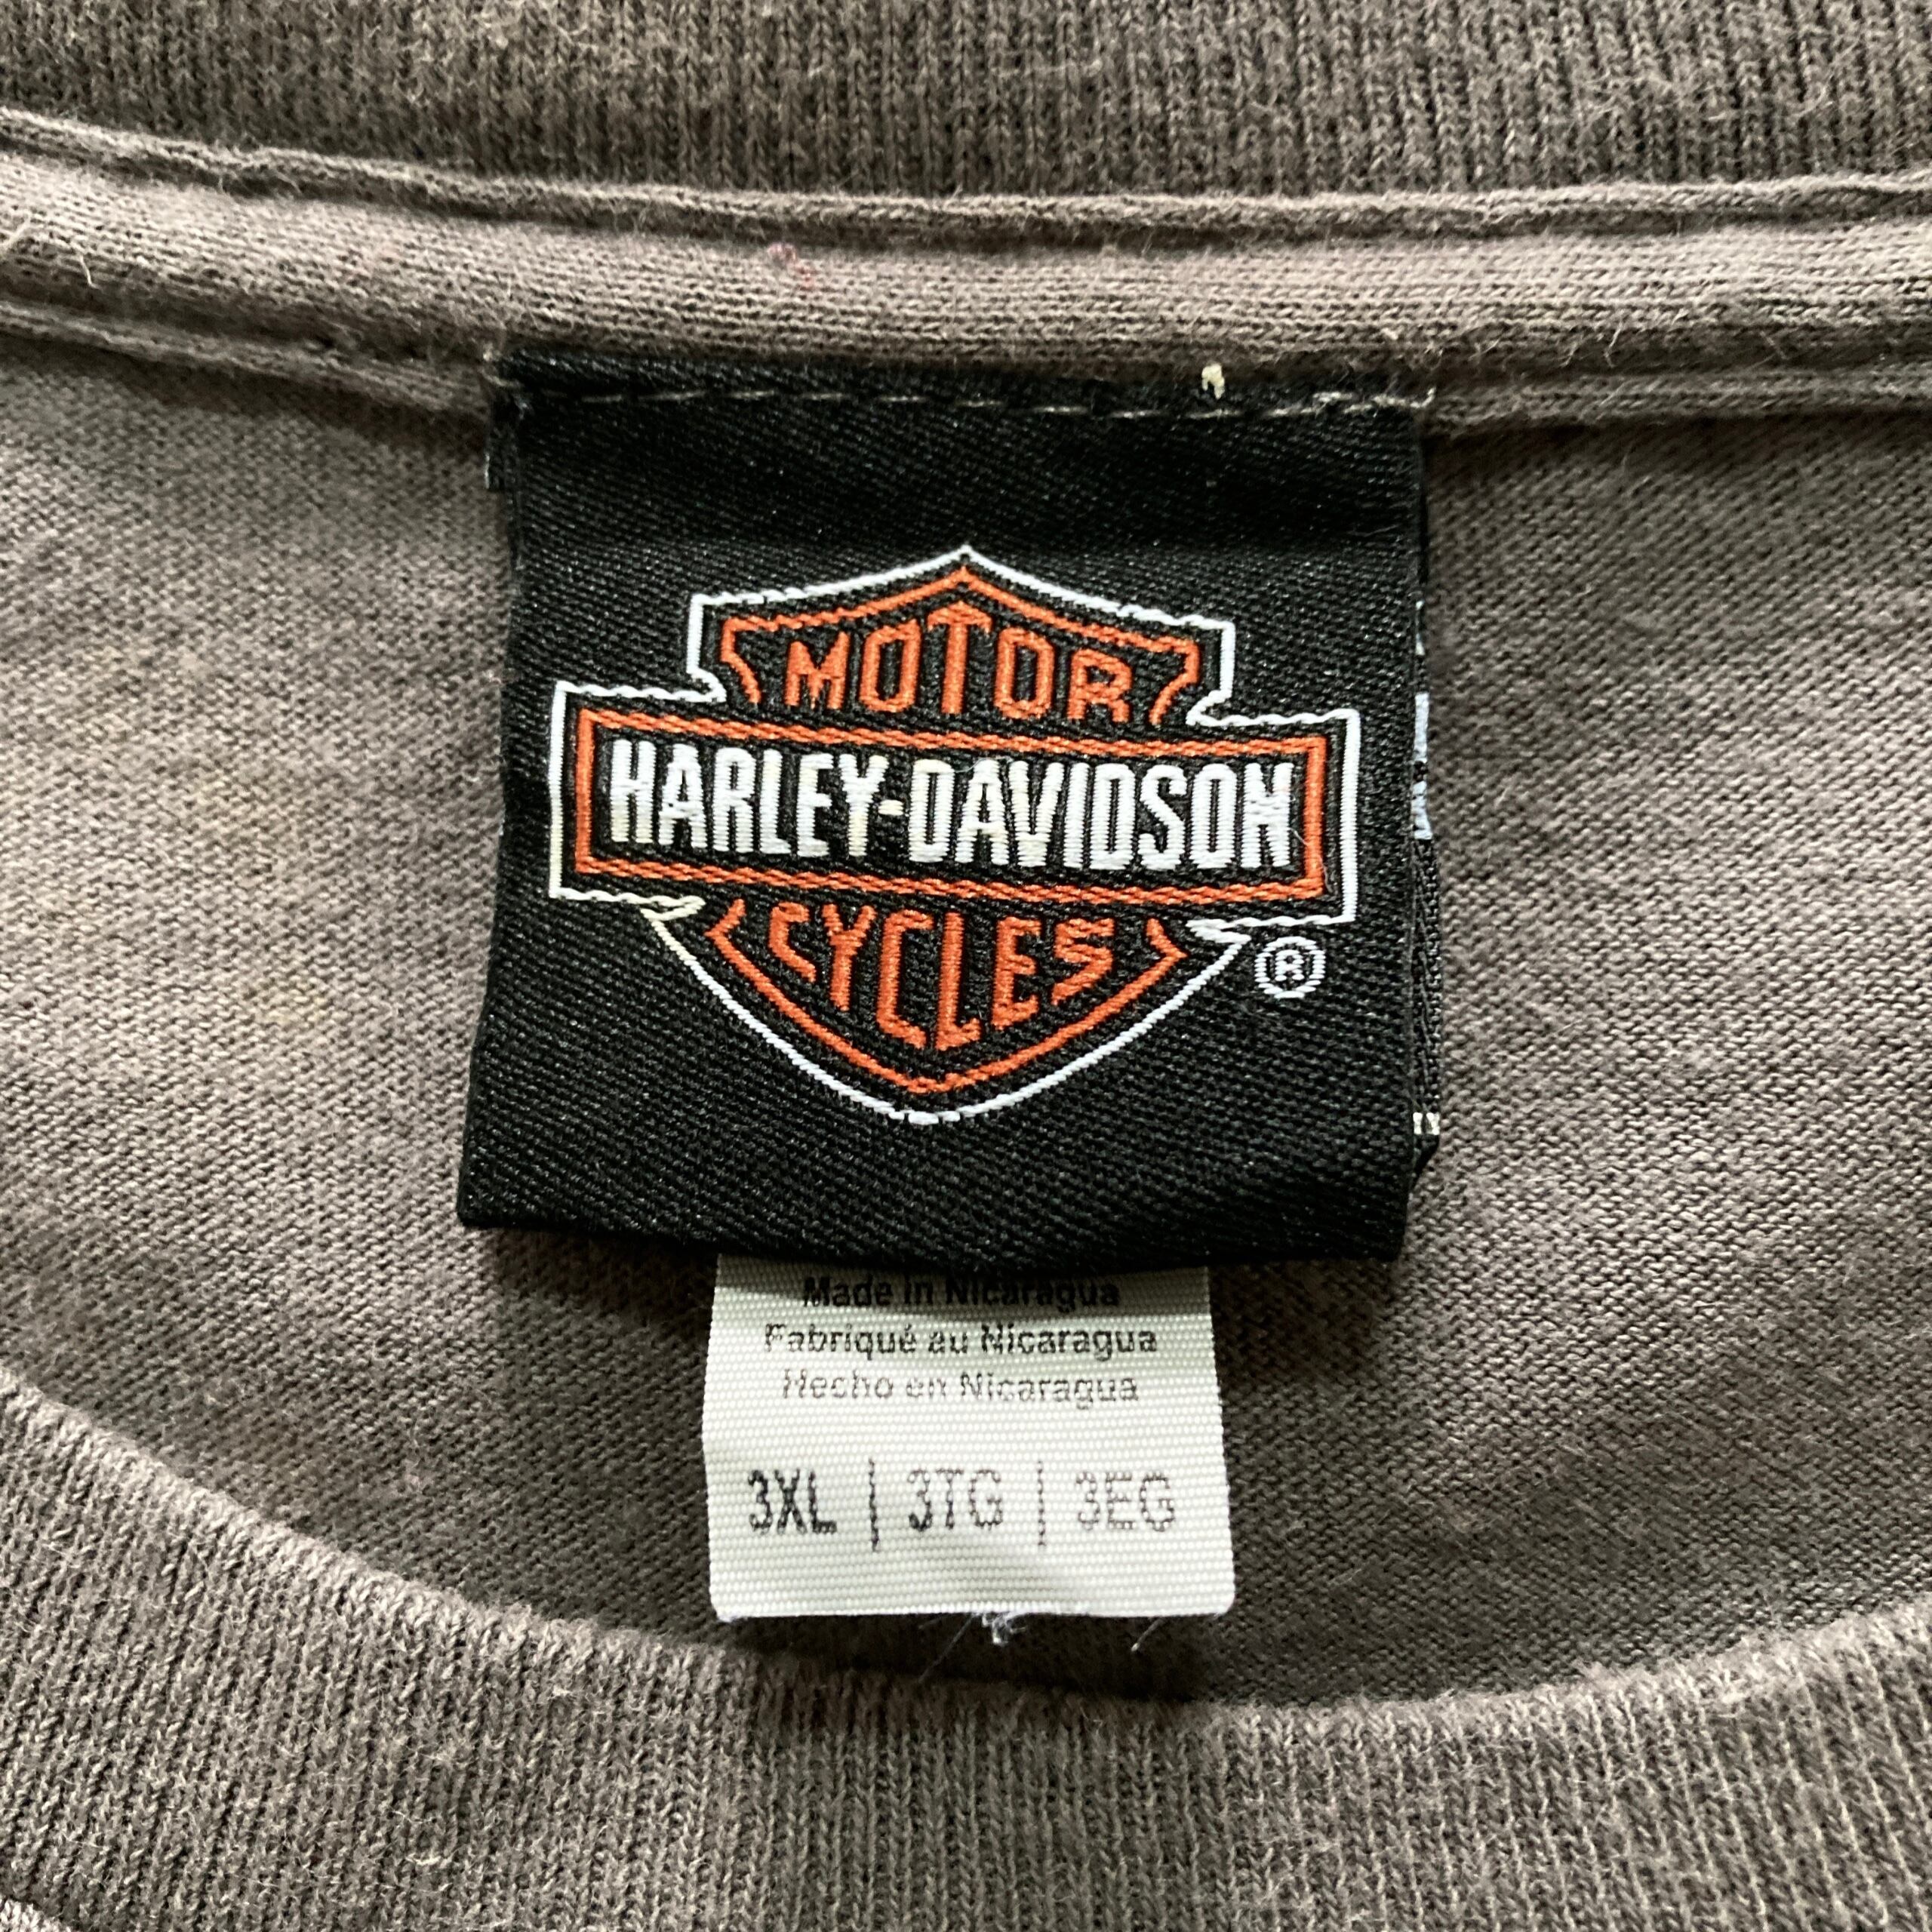 MOTOR
HARLEY-DAVIDSON
CYCLES
®
Made in Nicaragua
Fabriqué au Nicaragua
Hecho en Nicaragua
3XL | 3TG | 3EG